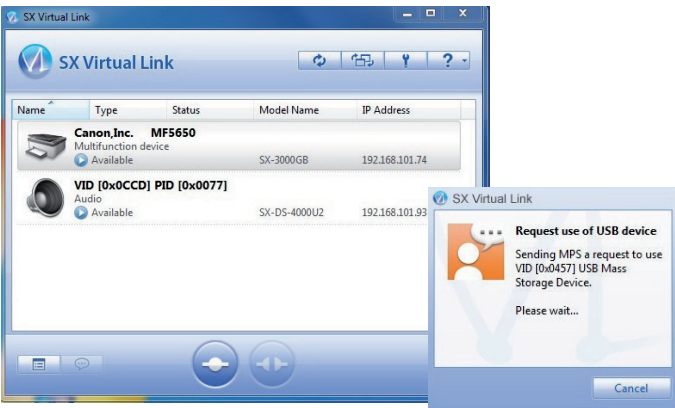 SX Virtual Link
SX Virtual Link
?
Name Type Status Model Name IP Address
Canon,Inc. MF5650
Multifunction device
Available SX-3000GB 192.168.101.74
VID [0x0CCD] PID [0x0077]
Audio
Available SX-DS-4000U2 192.168.101.93
SX Virtual Link
Request use of USB device
Sending MPS a request to use
VID [0x0457] USB Mass
Storage Device.
Please wait...
Cancel